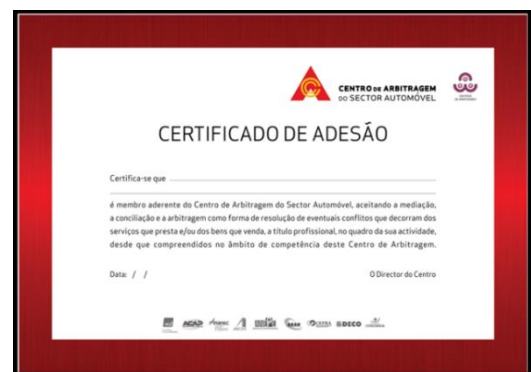 CENTRO DE ARBITRAGEM
DO SECTOR AUTOMÓVEL
CERTIFICADO DE ADESÃO
Certifica-se que
é membro aderente do Centro de Arbitragem do Sector Automóvel, aceitando a mediação,
a conciliação e a arbitragem como forma de resolução de eventuais conflitos que decorram dos
serviços que presta e/ou dos bens que venda, a título profissional, no quadro da sua actividade,
desde que compreendidos no âmbito de competência deste Centro de Arbitragem.
Data: / /
O Director do Centro
ACAP
DECO